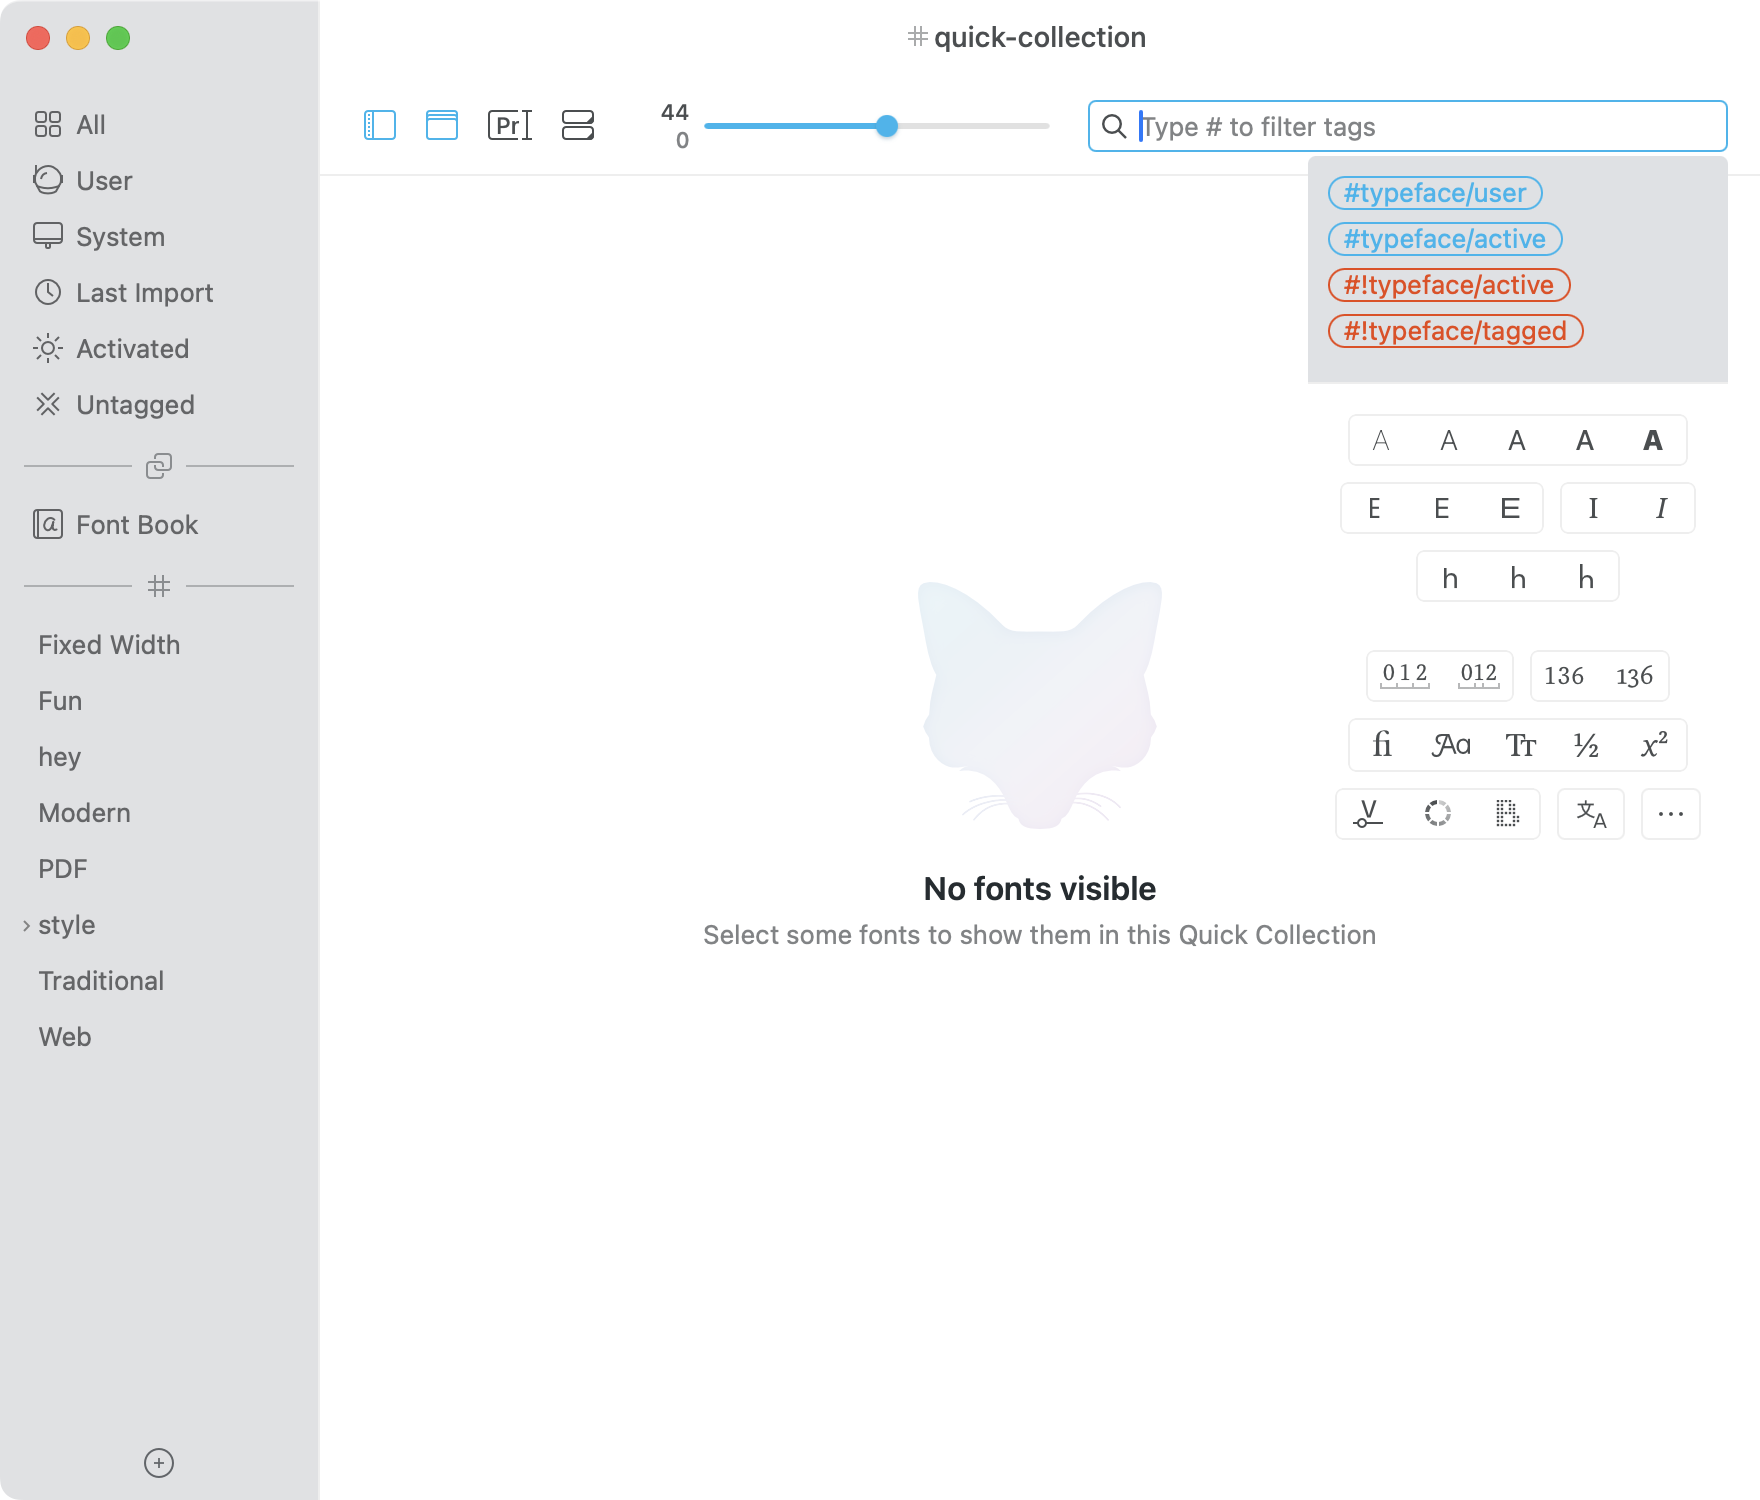 #quick-collection
All
User
System
Last Import
Activated
Untagged
Font Book
#
Fixed Width
Fun
hey
Modern
PDF
style
Traditional
Web
Pr
44
0
Type # to filter tags
#typeface/user
#typeface/active
#!typeface/active
#!typeface/tagged
A A A A A
E E E I I
h h h
012 012 136 136
fi Aa Tт ½ x²
V B 文A ...
No fonts visible
Select some fonts to show them in this Quick Collection